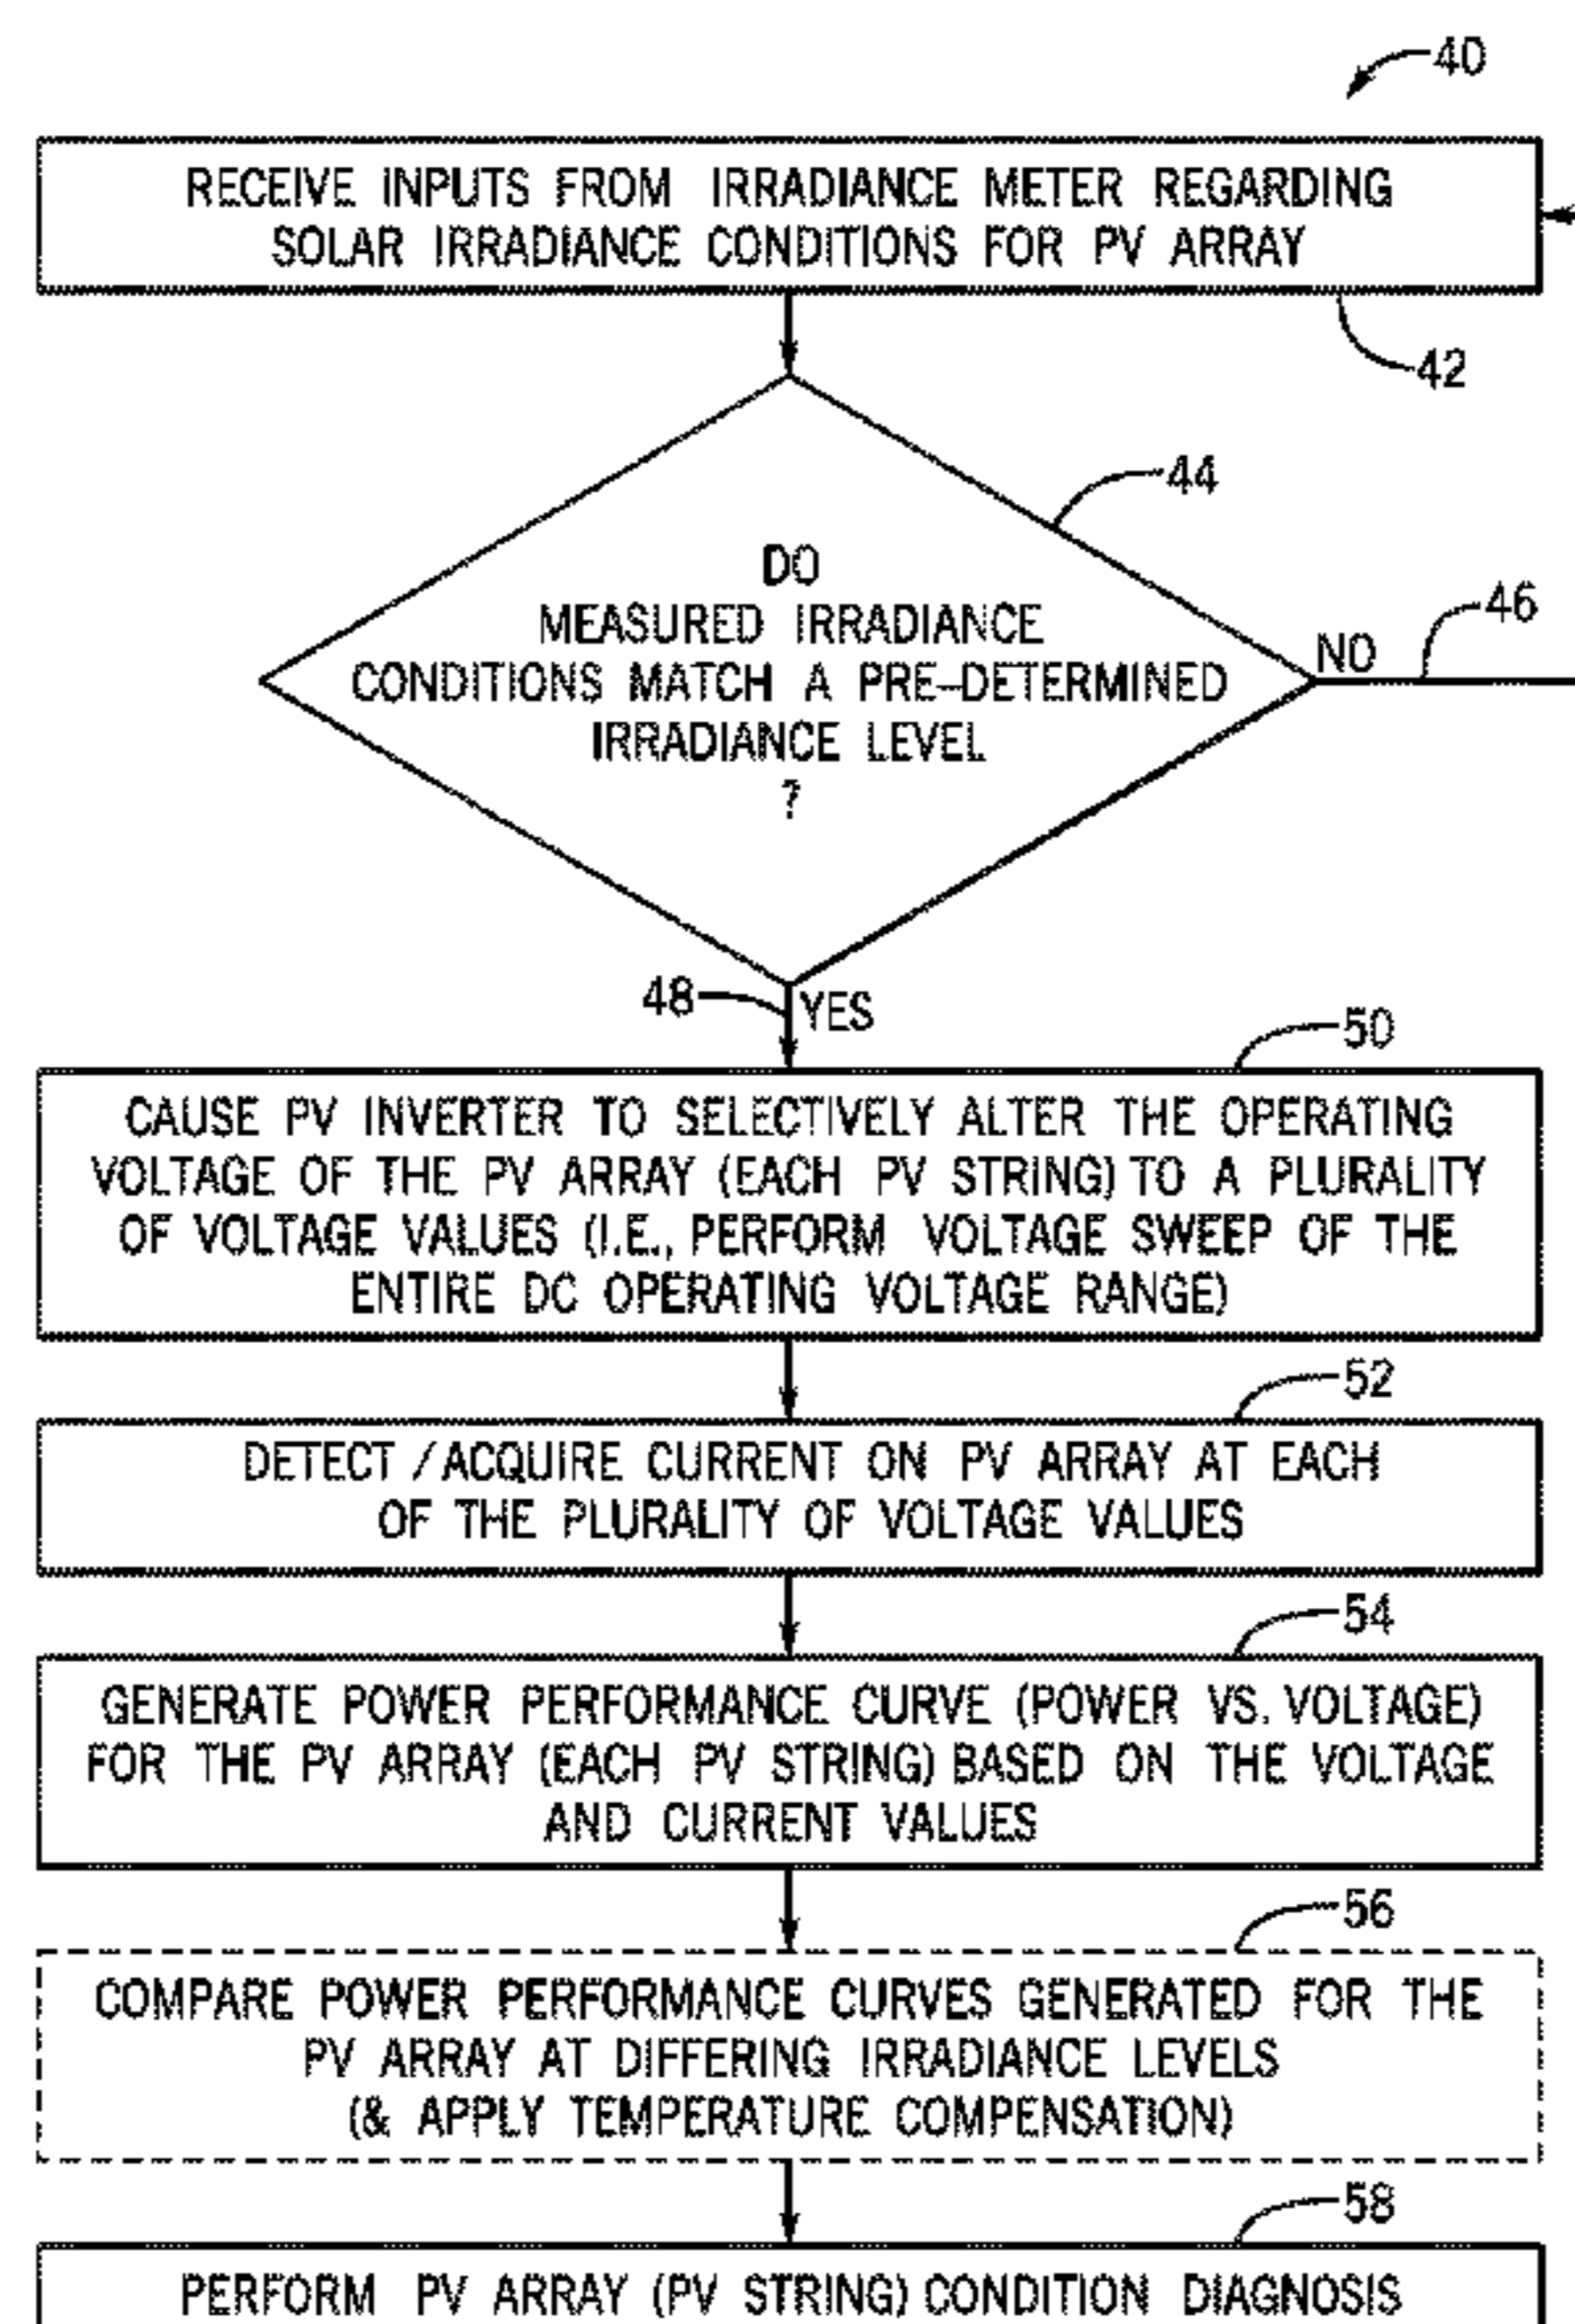 40
RECEIVE INPUTS FROM IRRADIANCE METER REGARDING
SOLAR IRRADIANCE CONDITIONS FOR PV ARRAY
42
44
DO
MEASURED IRRADIANCE
CONDITIONS MATCH A PRE-DETERMINED
IRRADIANCE LEVEL
?
NO
46
48
YES
50
CAUSE PV INVERTER TO SELECTIVELY ALTER THE OPERATING
VOLTAGE OF THE PV ARRAY (EACH PV STRING) TO A PLURALITY
OF VOLTAGE VALUES (I.E., PERFORM VOLTAGE SWEEP OF THE
ENTIRE DC OPERATING VOLTAGE RANGE)
52
DETECT/ACQUIRE CURRENT ON PV ARRAY AT EACH
OF THE PLURALITY OF VOLTAGE VALUES
54
GENERATE POWER PERFORMANCE CURVE (POWER VS. VOLTAGE)
FOR THE PV ARRAY (EACH PV STRING) BASED ON THE VOLTAGE
AND CURRENT VALUES
56
COMPARE POWER PERFORMANCE CURVES GENERATED FOR THE
PV ARRAY AT DIFFERING IRRADIANCE LEVELS
(& APPLY TEMPERATURE COMPENSATION)
58
PERFORM PV ARRAY (PV STRING) CONDITION DIAGNOSIS